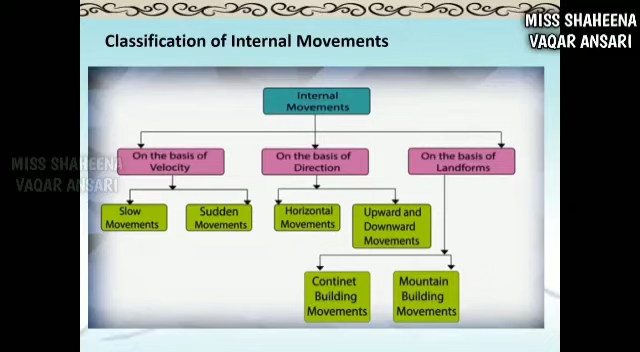 MISS SHAHEENA
VAQAR ANSARI
Classification of Internal Movements
Internal
Movements
MISS SHAHEENA
VAQAR ANSARI
On the basis of
Velocity
On the basis of
Direction
On the basis of
Landforms
Slow
Movements
Sudden
Movements
Horizontal
Movements
Upward and
Downward
Movements
Continet
Building
Movements
Mountain
Building
Movements